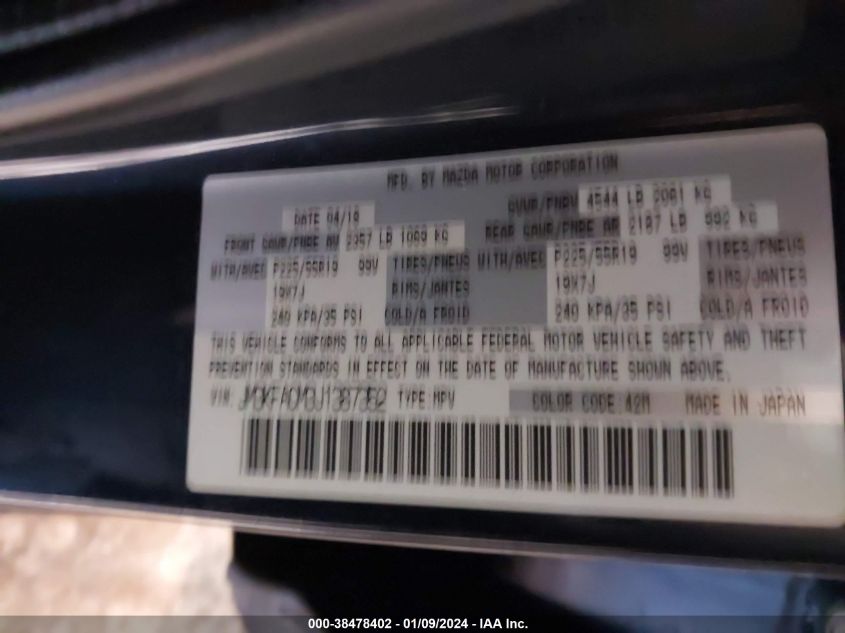 MFD. BY MAZDA MOTOR CORPORATION
DATE 04/18 GVWR/PNBV 4544 LB 2061 KG
FRONT GAWR/PNBE AV 2357 LB 1069 KG REAR GAWR/PNBE AR 2187 LB 992 KG
WITH/AVEC P225/55R19 99V TIRES/PNEUS WITH/AVEC P225/55R19 99V TIRES/PNEUS
19X7J RIMS/JANTES 19X7J RIMS/JANTES
240 KPA/35 PSI COLD/A FROID 240 KPA/35 PSI COLD/A FROID
THIS VEHICLE CONFORMS TO ALL APPLICABLE FEDERAL MOTOR VEHICLE SAFETY AND THEFT
PREVENTION STANDARDS IN EFFECT ON THE DATE OF MANUFACTURE SHOWN ABOVE.
VIN: TYPE:MPV COLOR CODE:42M MADE IN JAPAN
000-38478402 - 01/09/2024 - IAA Inc.